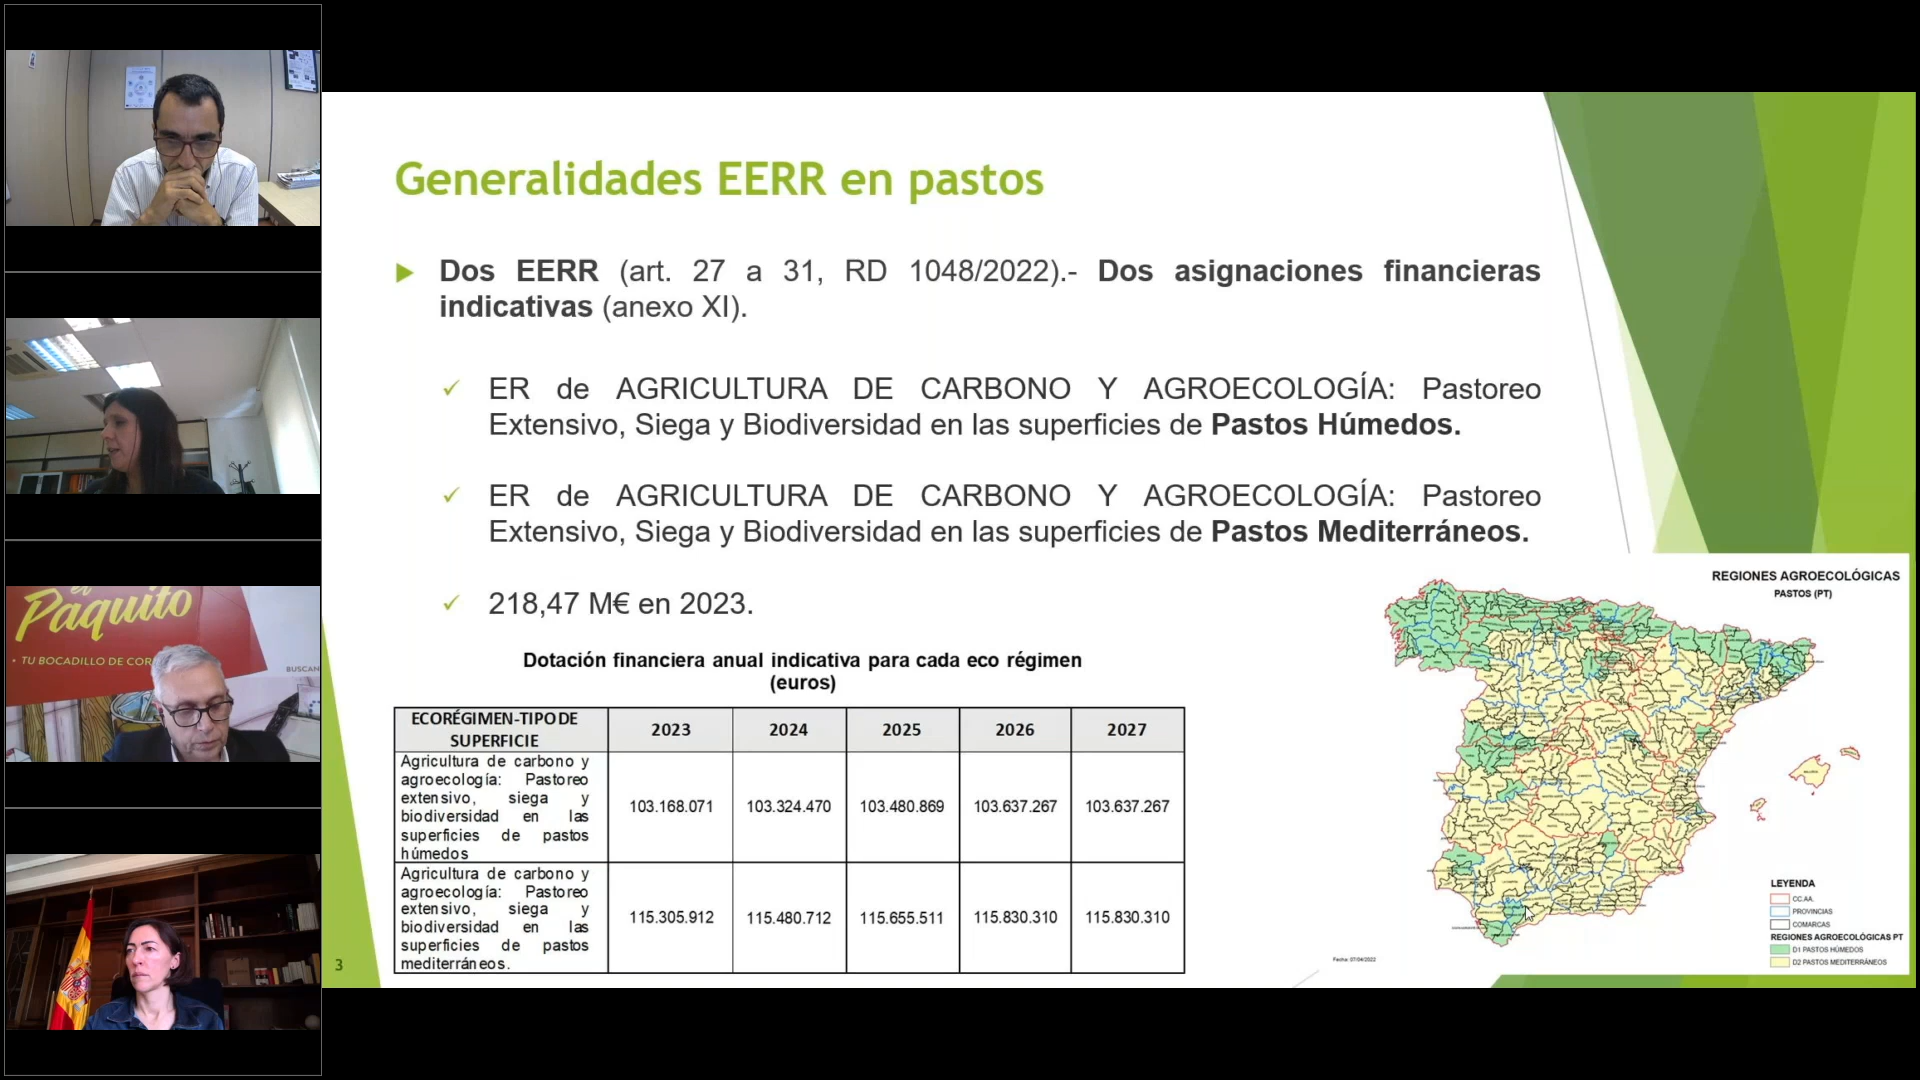 el
Paquito
• TU BOCADILLO DE COR
BUSCAN
Generalidades EERR en pastos
Dos EERR (art. 27 a 31, RD 1048/2022).- Dos asignaciones financieras
indicativas (anexo XI).
✓ ER de AGRICULTURA DE CARBONO Y AGROECOLOGÍA: Pastoreo
Extensivo, Siega y Biodiversidad en las superficies de Pastos Húmedos.
✓ ER de AGRICULTURA DE CARBONO Y AGROECOLOGÍA: Pastoreo
Extensivo, Siega y Biodiversidad en las superficies de Pastos Mediterráneos.
✓ 218,47 M€ en 2023.
Dotación financiera anual indicativa para cada eco régimen
(euros)
ECORÉGIMEN-TIPO DE
SUPERFICIE
2023 2024 2025 2026 2027
Agricultura de carbono y
agroecología: Pastoreo
extensivo, siega y
biodiversidad en las
superficies de pastos
húmedos
103.168.071 103.324.470 103.480.869 103.637.267 103.637.267
Agricultura de carbono y
agroecología: Pastoreo
extensivo, siega y
biodiversidad en las
superficies de pastos
mediterráneos.
115.305.912 115.480.712 115.655.511 115.830.310 115.830.310
3
REGIONES AGROECOLÓGICAS
PASTOS (PT)
LEYENDA
CC.AA.
PROVINCIAS
COMARCAS
REGIONES AGROECOLÓGICAS PT
D1 PASTOS HÚMEDOS
D2 PASTOS MEDITERRÁNEOS
Fecha: 07/04/2022